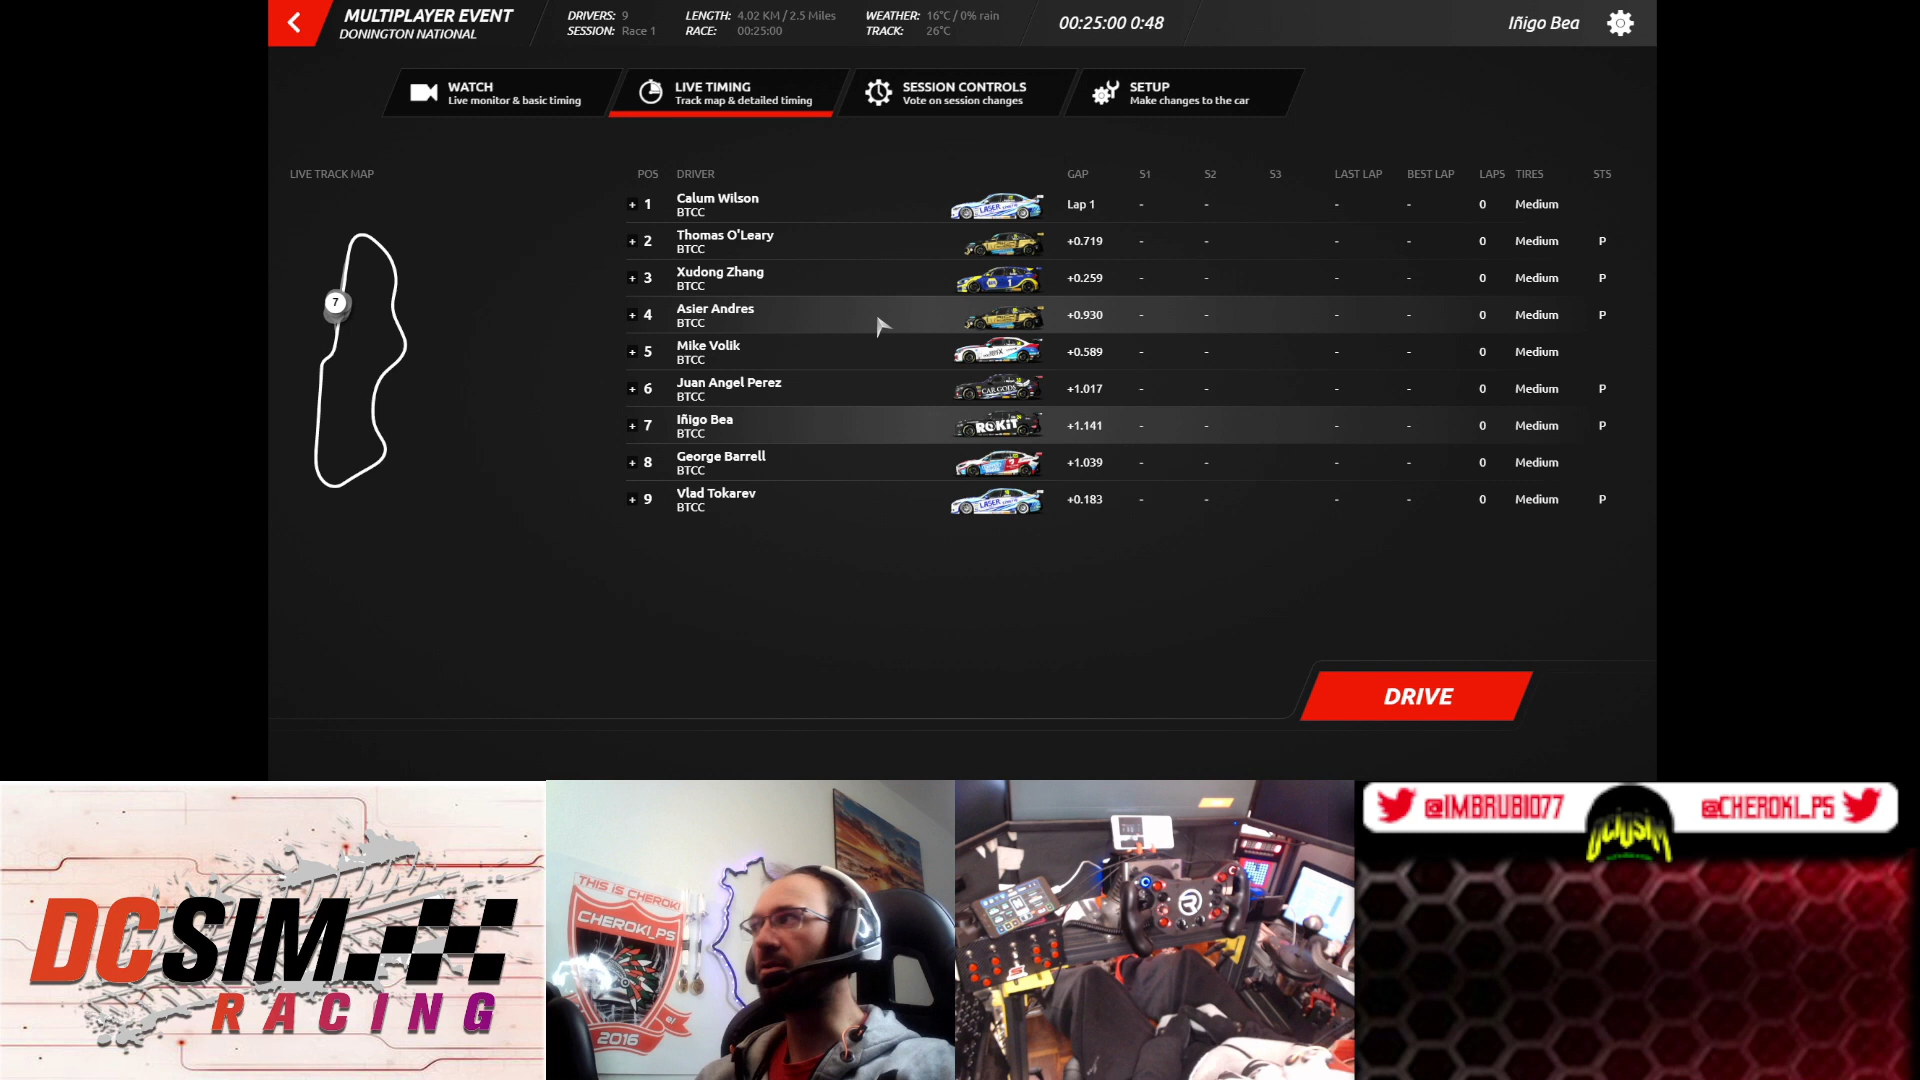 MULTIPLAYER EVENT
DONINGTON NATIONAL
DRIVERS: 9
SESSION: Race 1
LENGTH: 4.02 KM / 2.5 Miles
RACE: 00:25:00
WEATHER: 16°C / 0% rain
TRACK: 26°C
00:25:00 0:48
Iñigo Bea
WATCH
Live monitor & basic timing
LIVE TIMING
Track map & detailed timing
SESSION CONTROLS
Vote on session changes
SETUP
Make changes to the car
LIVE TRACK MAP
7
POS DRIVER GAP S1 S2 S3 LAST LAP BEST LAP LAPS TIRES STS
+ 1 Calum Wilson BTCC LASER Lap 1 - - - - 0 Medium
+ 2 Thomas O'Leary BTCC +0.719 - - - - 0 Medium P
+ 3 Xudong Zhang BTCC 1 +0.259 - - - - 0 Medium P
+ 4 Asier Andres BTCC +0.930 - - - - 0 Medium P
+ 5 Mike Volik BTCC +0.589 - - - - 0 Medium
+ 6 Juan Angel Perez BTCC CAR GODS +1.017 - - - - 0 Medium P
+ 7 Iñigo Bea BTCC ROKiT +1.141 - - - - 0 Medium P
+ 8 George Barrell BTCC +1.039 - - - - 0 Medium
+ 9 Vlad Tokarev BTCC LASER +0.183 - - - - 0 Medium P
DRIVE
DCSIM
RACING
THIS IS CHEROKI
CHEROKI_PS
2016
@IMBRUBIO77
@CHEROKI_PS